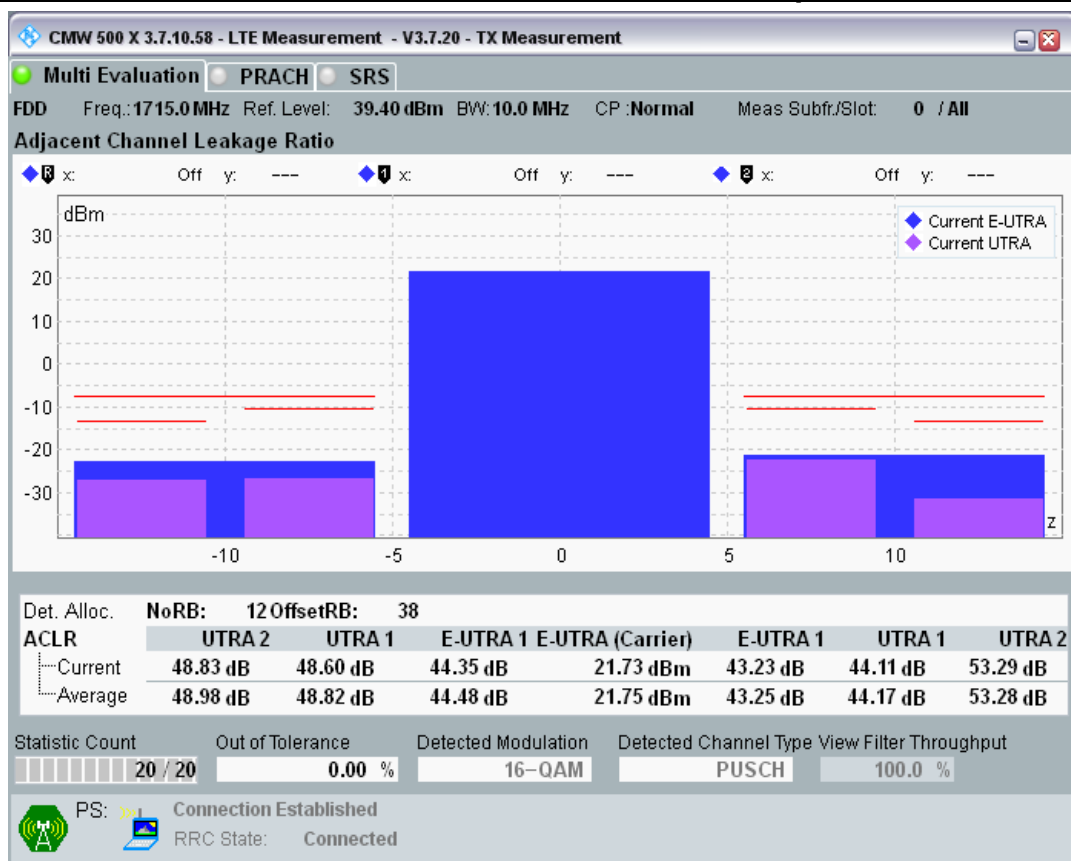 CMW 500 X 3.7.10.58 - LTE Measurement - V3.7.20 - TX Measurement
Multi Evaluation PRACH SRS
FDD Freq.: 1715.0 MHz Ref. Level: 39.40 dBm BW: 10.0 MHz CP : Normal Meas Subfr./Slot: 0 / All
Adjacent Channel Leakage Ratio
R x: Off y: --- 1 x: Off y: --- 2 x: Off y: ---
dBm
Current E-UTRA
Current UTRA
30
20
10
0
-10
-20
-30
z
-10 -5 0 5 10
Det. Alloc. NoRB: 12 OffsetRB: 38
ACLR UTRA 2 UTRA 1 E-UTRA 1 E-UTRA (Carrier) E-UTRA 1 UTRA 1 UTRA 2
Current 48.83 dB 48.60 dB 44.35 dB 21.73 dBm 43.23 dB 44.11 dB 53.29 dB
Average 48.98 dB 48.82 dB 44.48 dB 21.75 dBm 43.25 dB 44.17 dB 53.28 dB
Statistic Count Out of Tolerance Detected Modulation Detected Channel Type View Filter Throughput
20 / 20 0.00 % 16-QAM PUSCH 100.0 %
PS: Connection Established
RRC State: Connected